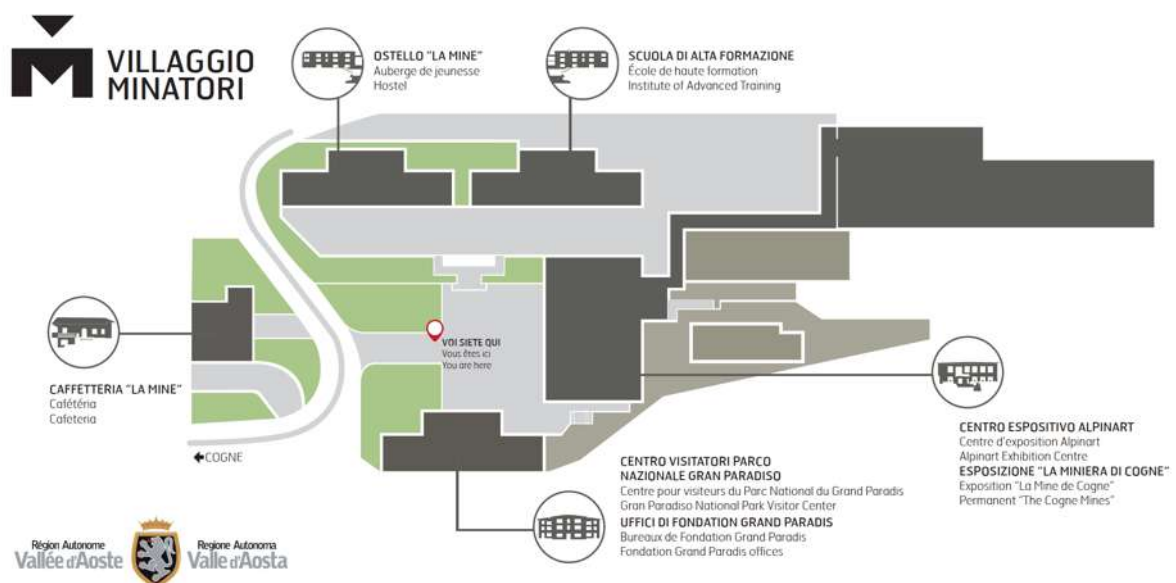 VILLAGGIO
MINATORI
OSTELLO "LA MINE"
Auberge de jeunesse
Hostel
SCUOLA DI ALTA FORMAZIONE
École de haute formation
Institute of Advanced Training
VOI SIETE QUI
Vous êtes ici
You are here
CAFFETTERIA "LA MINE"
Cafétéria
Cafeteria
←COGNE
CENTRO ESPOSITIVO ALPINART
Centre d'exposition Alpinart
Alpinart Exhibition Centre
ESPOSIZIONE "LA MINIERA DI COGNE"
Exposition "La Mine de Cogne"
Permanent "The Cogne Mines"
CENTRO VISITATORI PARCO
NAZIONALE GRAN PARADISO
Centre pour visiteurs du Parc National du Grand Paradis
Gran Paradiso National Park Visitor Center
UFFICI DI FONDATION GRAND PARADIS
Bureaux de Fondation Grand Paradis
Fondation Grand Paradis offices
Région Autonome
Vallée d'Aoste
Regione Autonoma
Valle d'Aosta